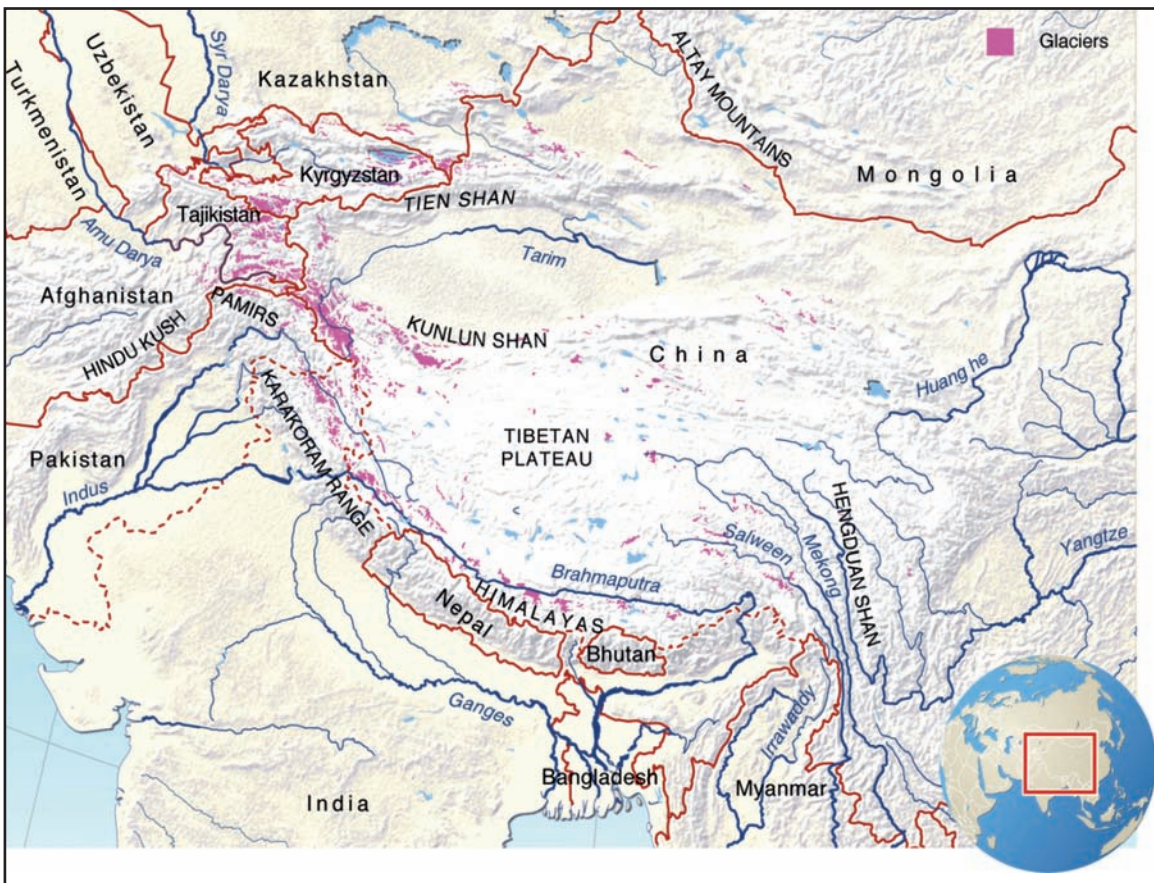 Glaciers
Uzbekistan
Syr Darya
Kazakhstan
ALTAY MOUNTAINS
Turkmenistan
Mongolia
Kyrgyzstan
TIEN SHAN
Tajikistan
Amu Darya
Tarim
Afghanistan
PAMIRS
HINDU KUSH
KUNLUN SHAN
China
Huang he
KARAKORAM RANGE
TIBETAN
PLATEAU
Pakistan
Indus
HENGDUAN SHAN
Salween
Mekong
Yangtze
Brahmaputra
HIMALAYAS
Nepal
Bhutan
Ganges
Irrawaddy
Bangladesh
Myanmar
India